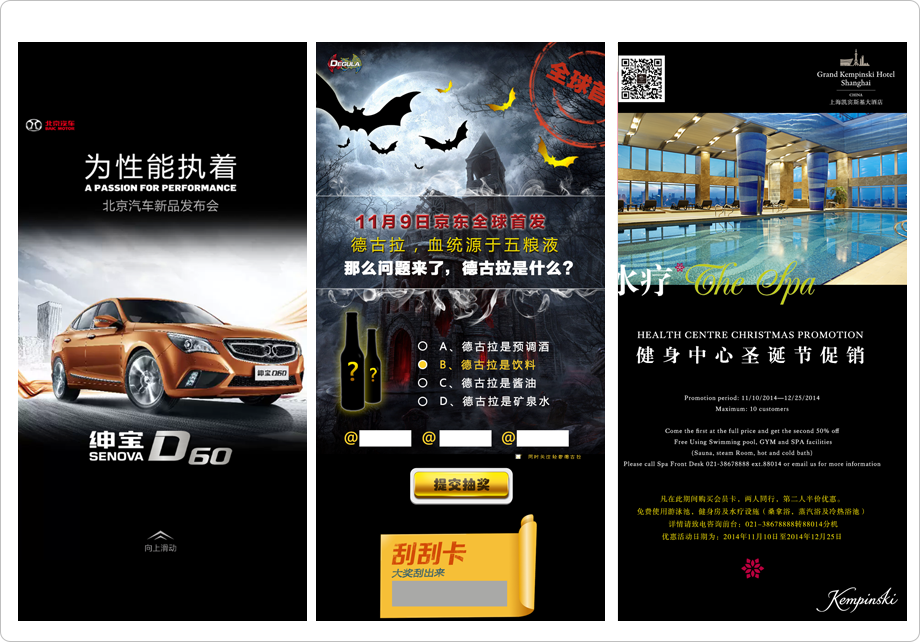 北京汽车
BAIC MOTOR
为性能执着
A PASSION FOR PERFORMANCE
北京汽车新品发布会
绅宝D60
绅宝
SENOVA D60
向上滑动
DEGULA
全球首
11月9日京东全球首发
德古拉，血统源于五粮液
那么问题来了，德古拉是什么？
?
?
A、德古拉是预调酒
B、德古拉是饮料
C、德古拉是酱油
D、德古拉是矿泉水
@ @ @
同时关注轻奢德古拉
提交抽奖
刮刮卡
大奖刮出来
Grand Kempinski Hotel
Shanghai
CHINA
上海凯宾斯基大酒店
水疗 The Spa
HEALTH CENTRE CHRISTMAS PROMOTION
健身中心圣诞节促销
Promotion period: 11/10/2014—12/25/2014
Maximum: 10 customers
Come the first at the full price and get the second 50% off
Free Using Swimming pool, GYM and SPA facilities
(Sauna, steam Room, hot and cold bath)
Please call Spa Front Desk 021-38678888 ext.88014 or email us for more information
凡在此期间购买会员卡，两人同行，第二人半价优惠。
免费使用游泳池，健身房及水疗设施（桑拿浴，蒸汽浴及冷热浴池）
详情请致电咨询前台：021-38678888转88014分机
优惠活动日期为：2014年11月10日至2014年12月25日
Kempinski